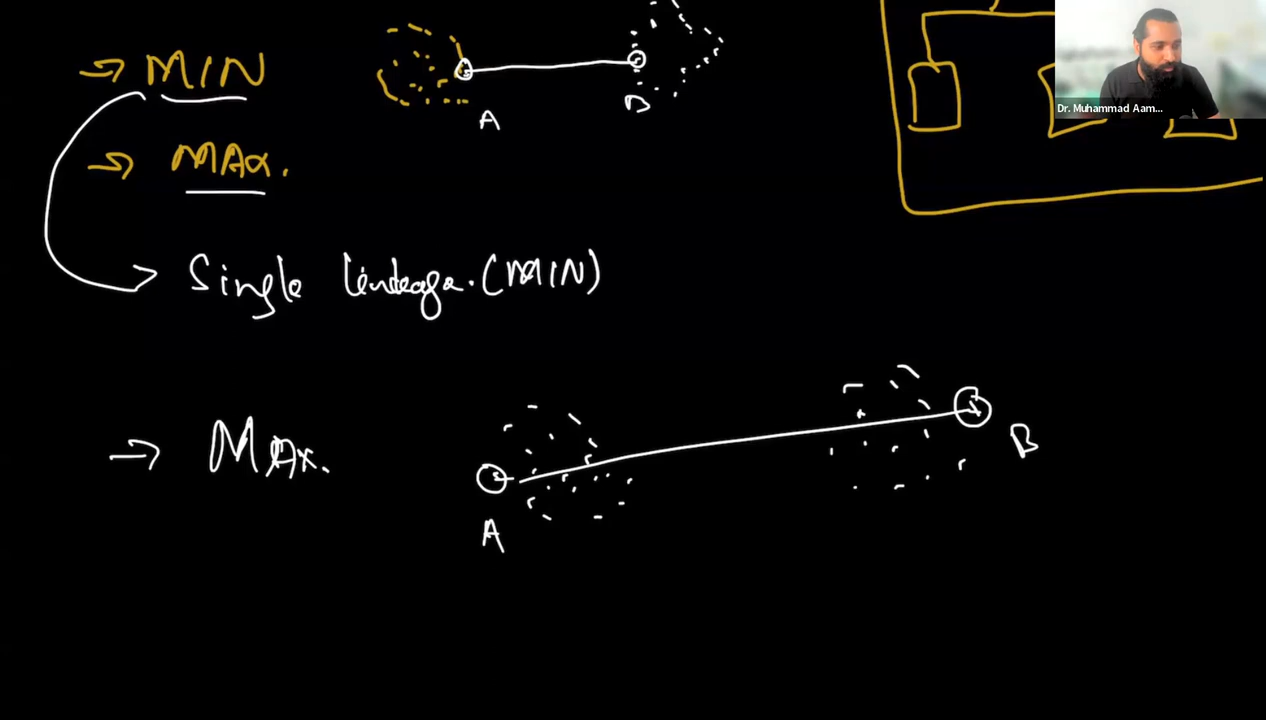 → MIN
A
B
→ MAX.
→ Single linkage. (MIN)
→ MAx.
A
B
Dr. Muhammad Aam...